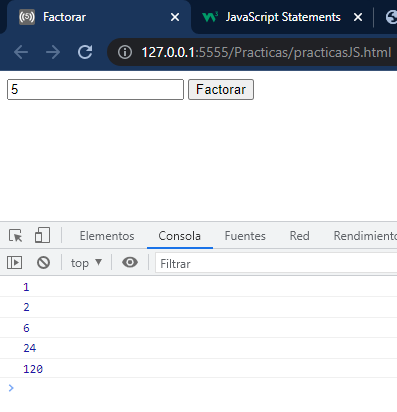 Factorar
JavaScript Statements
127.0.0.1:5555/Practicas/practicasJS.html
5 Factorar
Elementos Consola Fuentes Red Rendimiento
top Filtrar
1
2
6
24
120